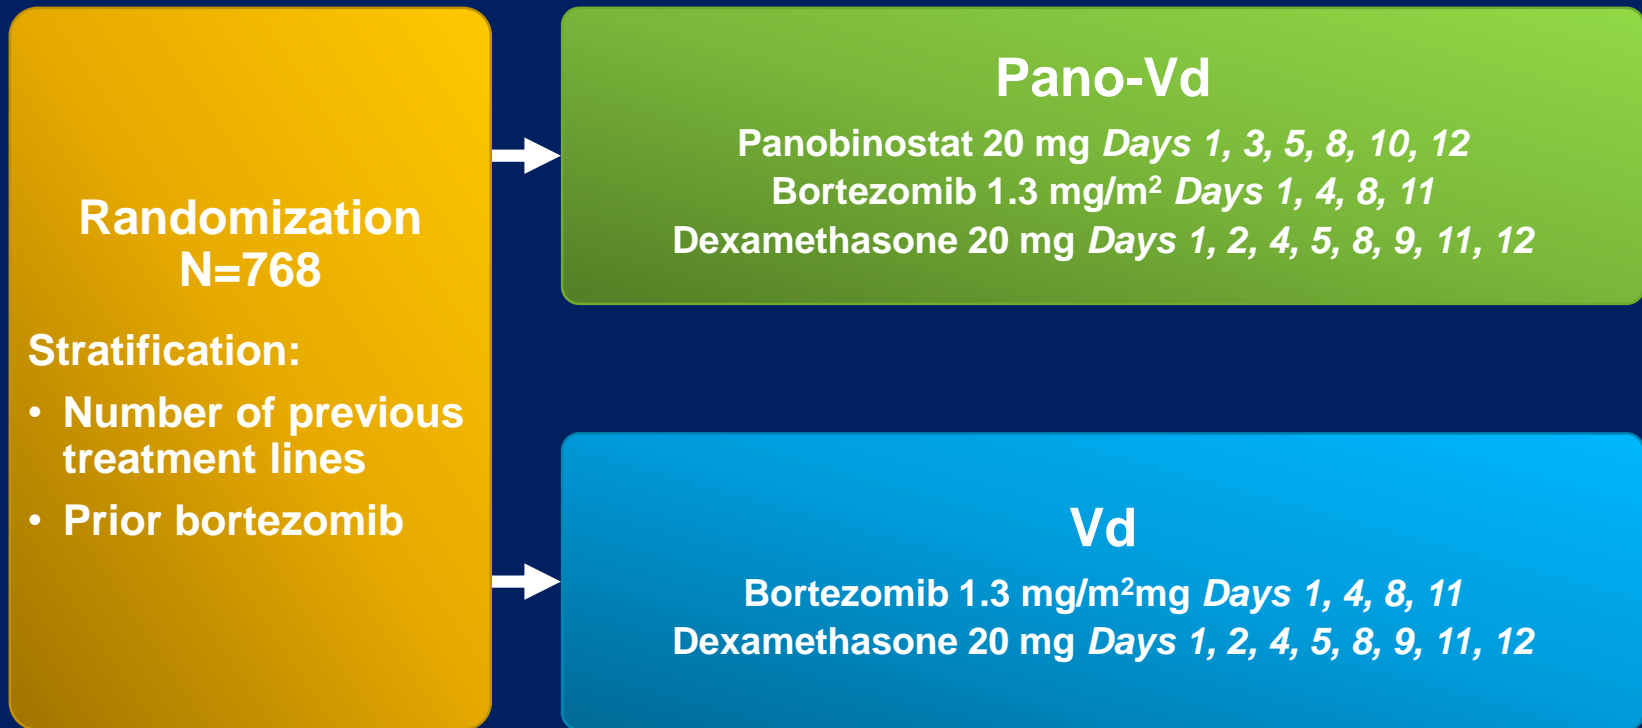 Randomization
N=768
Stratification:
• Number of previous
treatment lines
• Prior bortezomib
Pano-Vd
Panobinostat 20 mg Days 1, 3, 5, 8, 10, 12
Bortezomib 1.3 mg/m² Days 1, 4, 8, 11
Dexamethasone 20 mg Days 1, 2, 4, 5, 8, 9, 11, 12
Vd
Bortezomib 1.3 mg/m²mg Days 1, 4, 8, 11
Dexamethasone 20 mg Days 1, 2, 4, 5, 8, 9, 11, 12